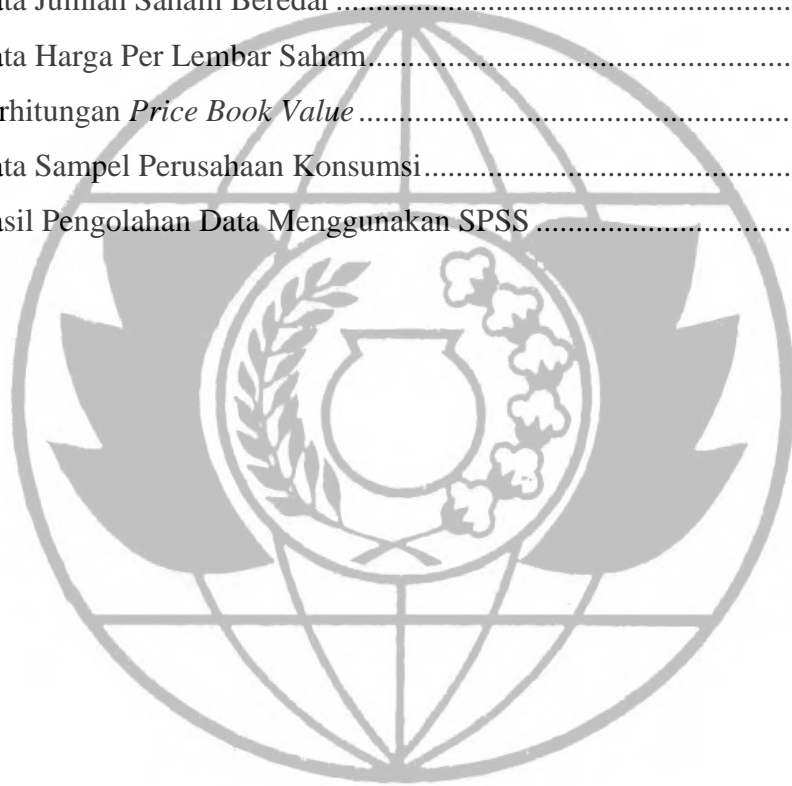 ata Jumlah Saham Beredar ........................................................
ata Harga Per Lembar Saham.....................................................
rhitungan Price Book Value ......................................................
ata Sampel Perusahaan Konsumsi..............................................
asil Pengolahan Data Menggunakan SPSS ................................